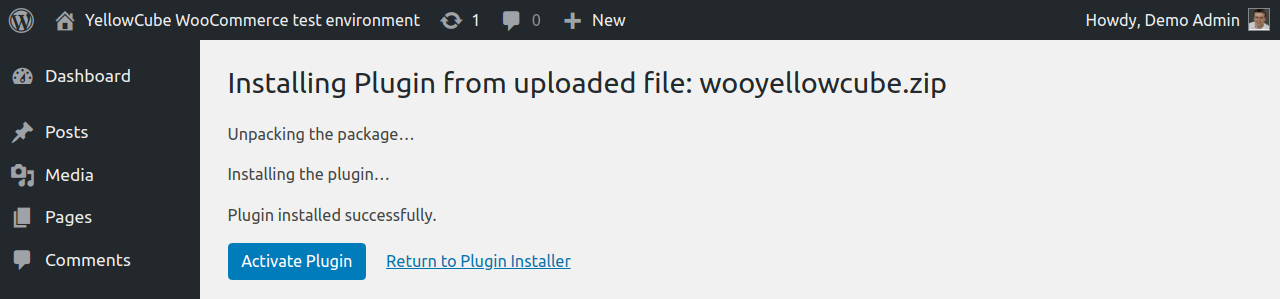 YellowCube WooCommerce test environment 1 0 New Howdy, Demo Admin
Dashboard
Posts
Media
Pages
Comments
Installing Plugin from uploaded file: wooyellowcube.zip
Unpacking the package…
Installing the plugin…
Plugin installed successfully.
Activate Plugin Return to Plugin Installer